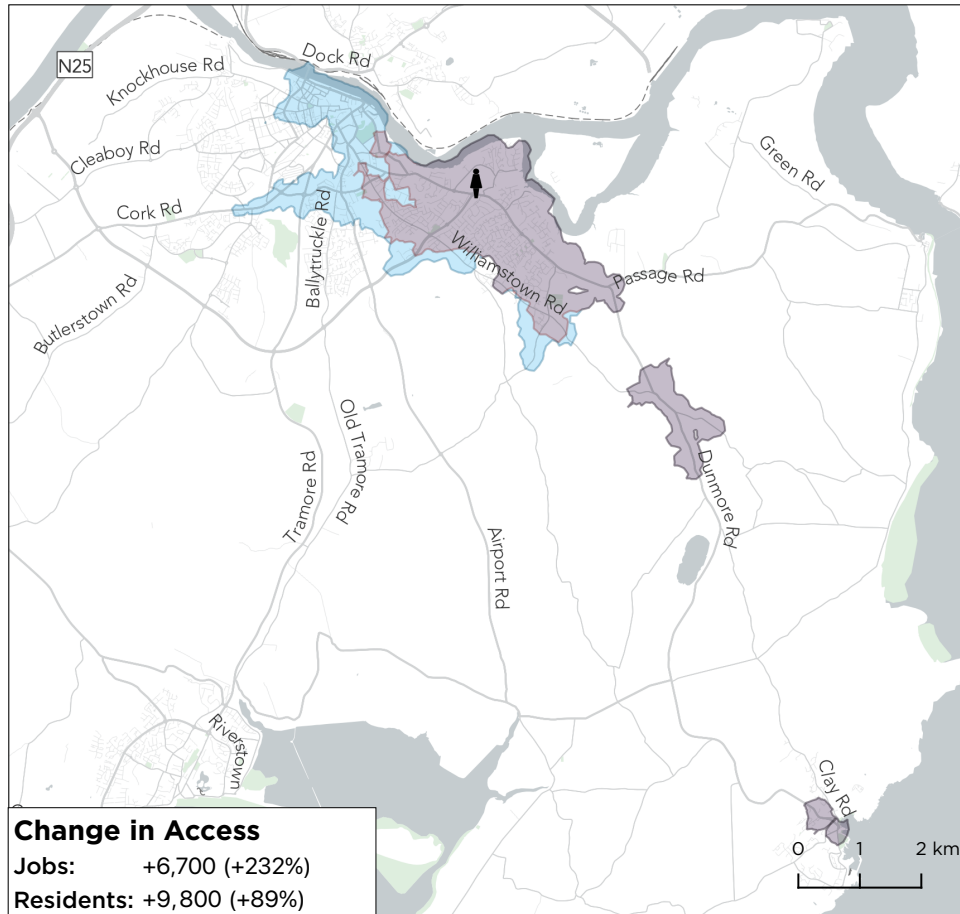 Dock Rd
N25
Knockhouse Rd
Cleaboy Rd
Green Rd
Cork Rd
Ballytruckle Rd
Williamstown Rd
Passage Rd
Butlerstown Rd
Old Tramore Rd
Tramore Rd
Dunmore Rd
Airport Rd
Riverstown
Clay Rd
Change in Access
Jobs: +6,700 (+232%)
Residents: +9,800 (+89%)
0 1 2 km